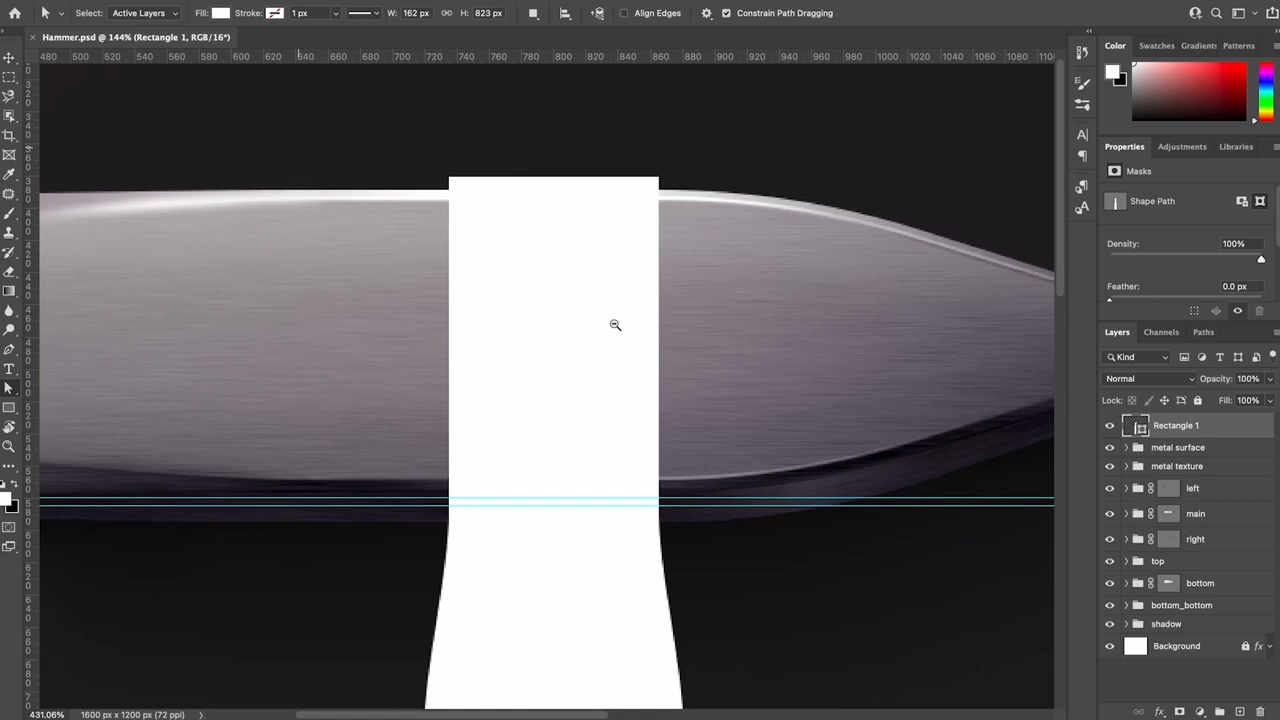 Select: Active Layers Fill: Stroke: 1 px W: 162 px H: 823 px Align Edges Constrain Path Dragging
× Hammer.psd @ 144% (Rectangle 1, RGB/16*)
480 500 520 540 560 580 600 620 640 660 680 700 720 740 760 780 800 820 840 860 880 900 920 940 960 980 1000 1020 1040 1060 1080
Color Swatches Gradients Patterns
Properties Adjustments Libraries
Masks
Shape Path
Density: 100%
Feather: 0.0 px
Layers Channels Paths
Kind
Normal Opacity: 100%
Lock: Fill: 100%
Rectangle 1
metal surface
metal texture
left
main
right
top
bottom
bottom_bottom
shadow
Background fx
431.06% 1600 px x 1200 px (72 ppi)